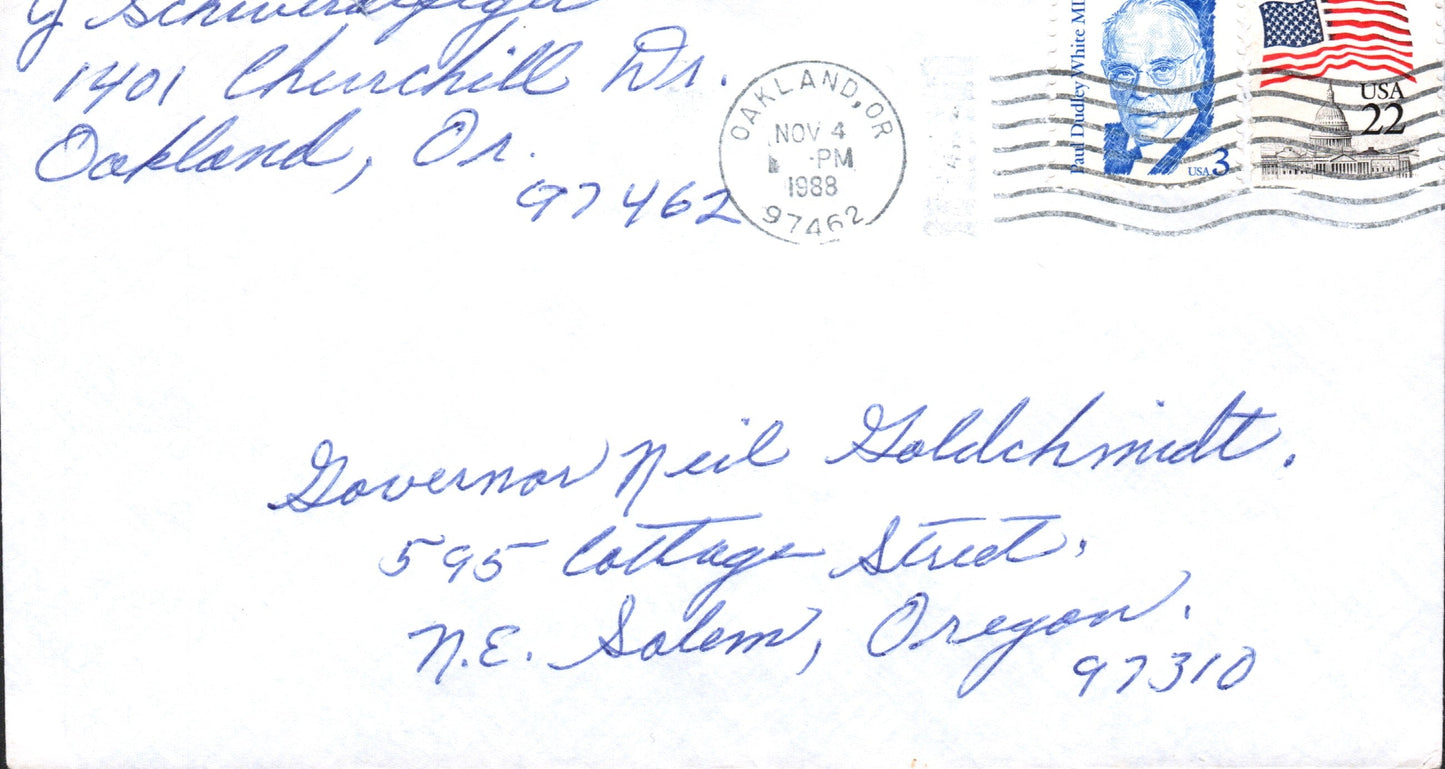 1401 Churchill Dr.
Oakland, Or.
97462
OAKLAND, OR
NOV 4
PM
1988
97462
Paul Dudley White MD
USA 3
USA
22
Governor Neil Goldchmidt.
595 Cottage Street.
N.E. Salem, Oregon.
97310